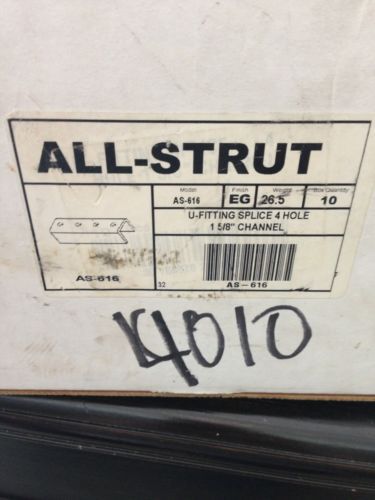 ALL-STRUT
Model Finish Weight Box Quantity
AS-616 EG 26.5 10
U-FITTING SPLICE 4 HOLE
1 5/8" CHANNEL
AS-616
32
AS-616
K4010